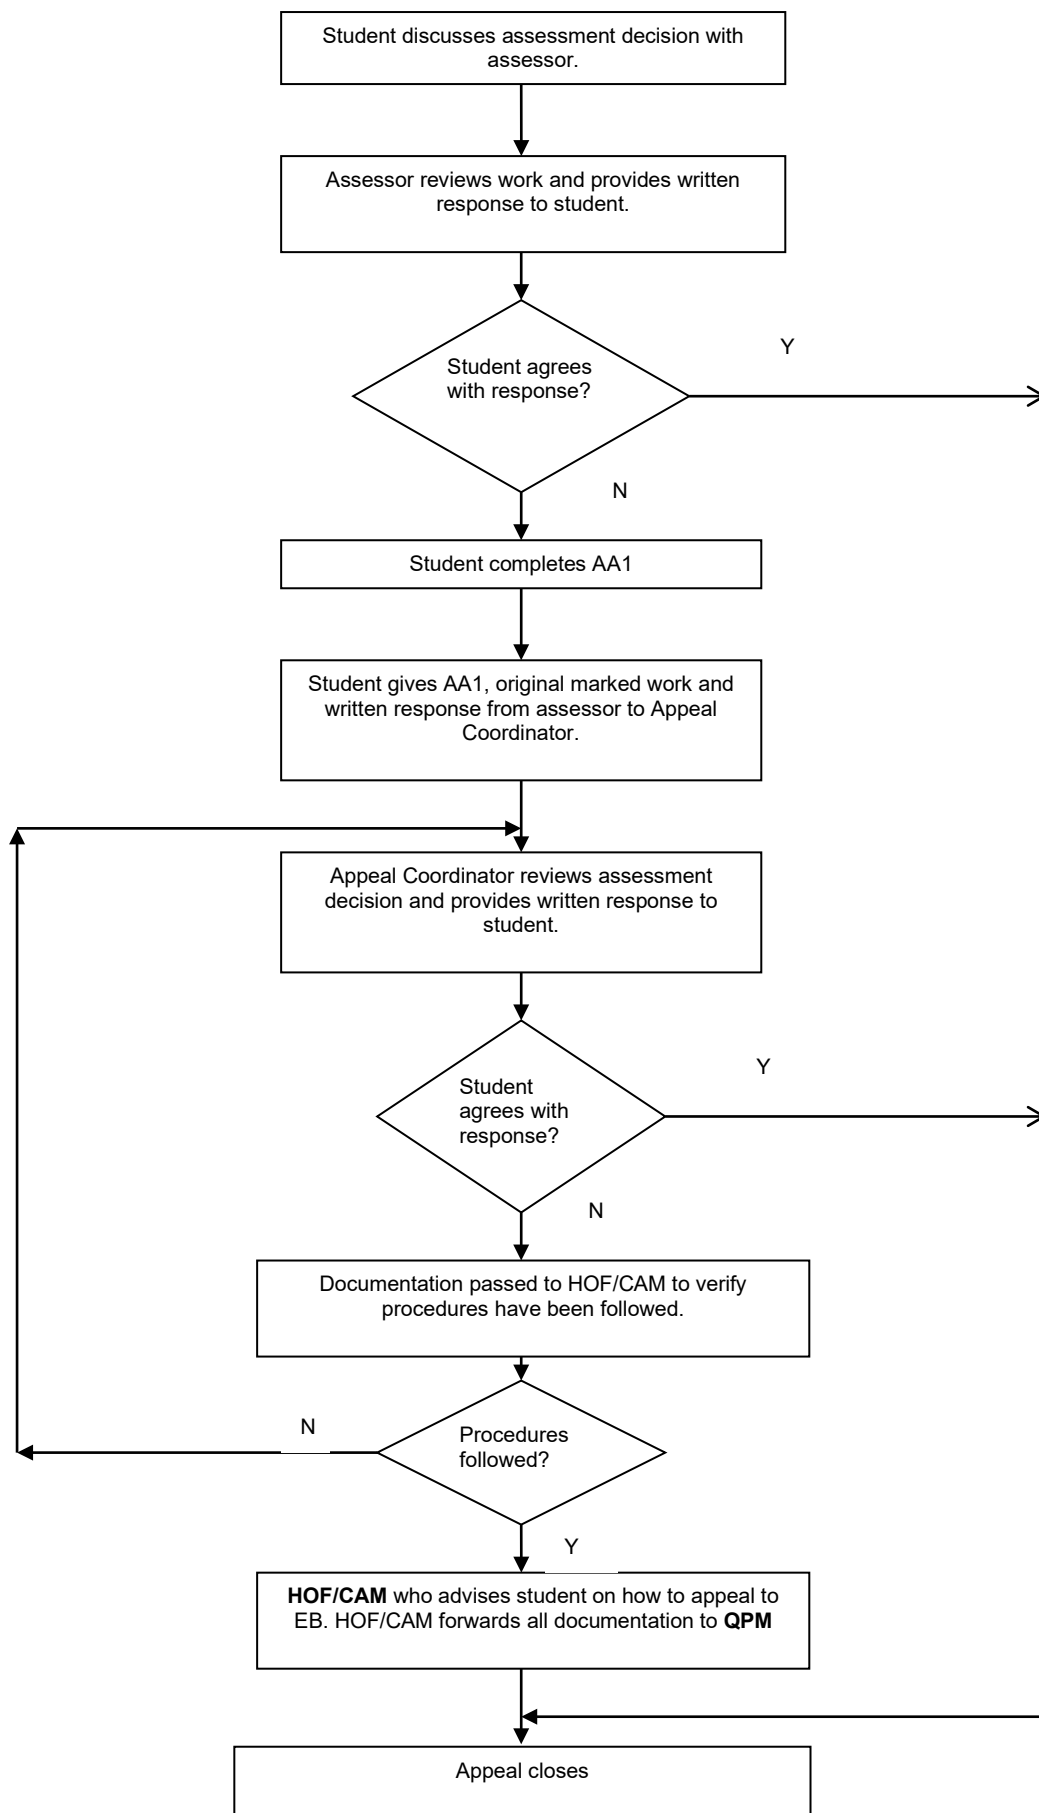 Student discusses assessment decision with
assessor.
Assessor reviews work and provides written
response to student.
Student agrees
with response?
Y
N
Student completes AA1
Student gives AA1, original marked work and
written response from assessor to Appeal
Coordinator.
Appeal Coordinator reviews assessment
decision and provides written response to
student.
Student
agrees with
response?
Y
N
Documentation passed to HOF/CAM to verify
procedures have been followed.
Procedures
followed?
N
Y
HOF/CAM who advises student on how to appeal to
EB. HOF/CAM forwards all documentation to QPM
Appeal closes